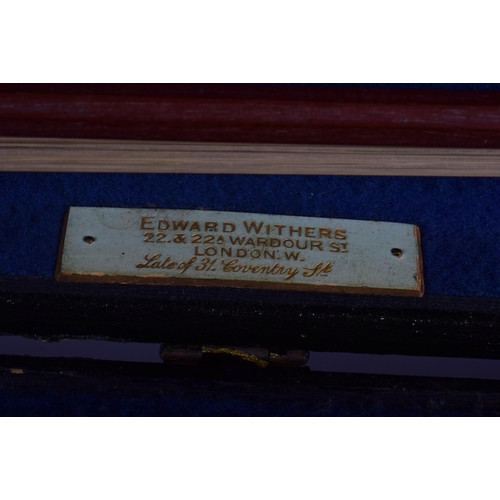 EDWARD WITHERS
22. & 22A WARDOUR ST
LONDON. W.
Late of 31. Coventry St.